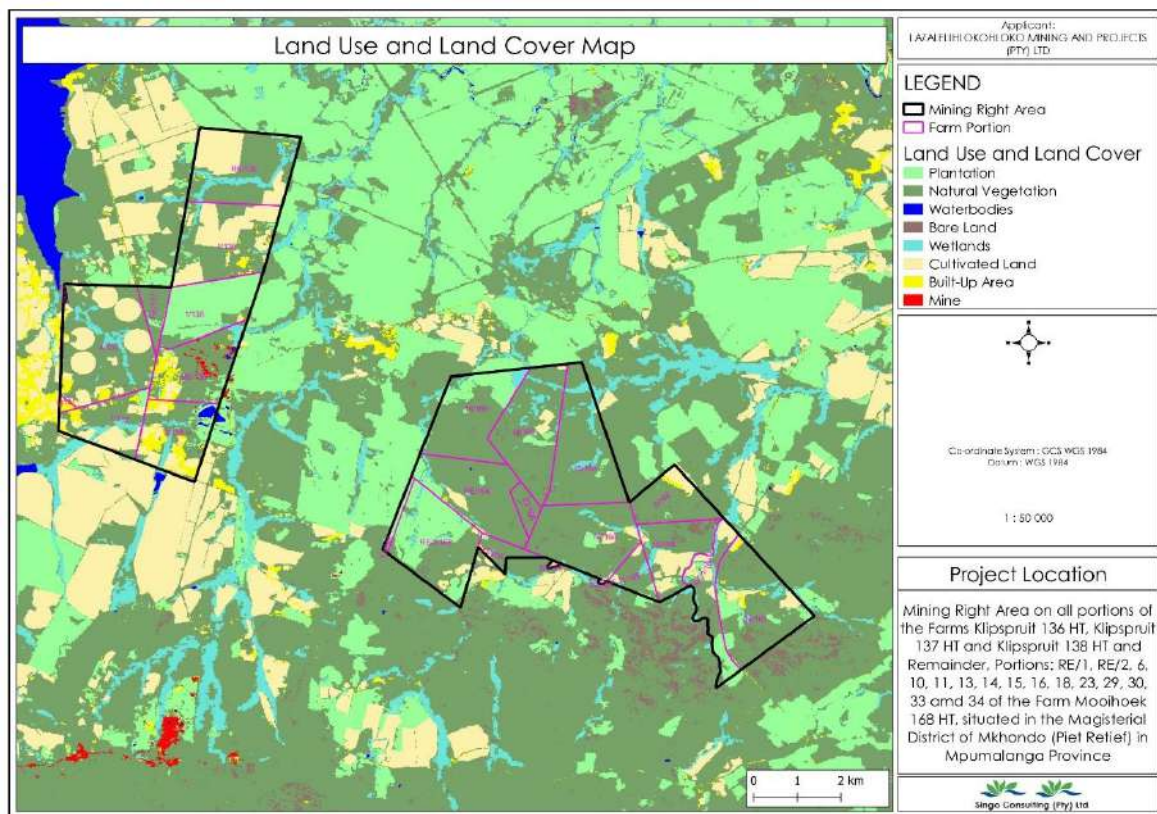 Land Use and Land Cover Map
Applicant:
(PTY) LTD
LEGEND
Mining Right Area
Farm Portion
Land Use and Land Cover
Plantation
Natural Vegetation
Waterbodies
Bare Land
Wetlands
Cultivated Land
Built-Up Area
Mine
Co-ordinate System : GCS WGS 1984
Datum : WGS 1984
1 : 50 000
Project Location
Mining Right Area on all portions of
the Farms Klipspruit 136 HT, Klipspruit
137 HT and Klipspruit 138 HT and
Remainder, Portions: RE/1, RE/2, 6,
10, 11, 13, 14, 15, 16, 18, 23, 29, 30,
33 amd 34 of the Farm Mooihoek
168 HT, situated in the Magisterial
District of Mkhondo (Piet Retief) in
Mpumalanga Province
0 1 2 km
Singo Consulting (Pty) Ltd